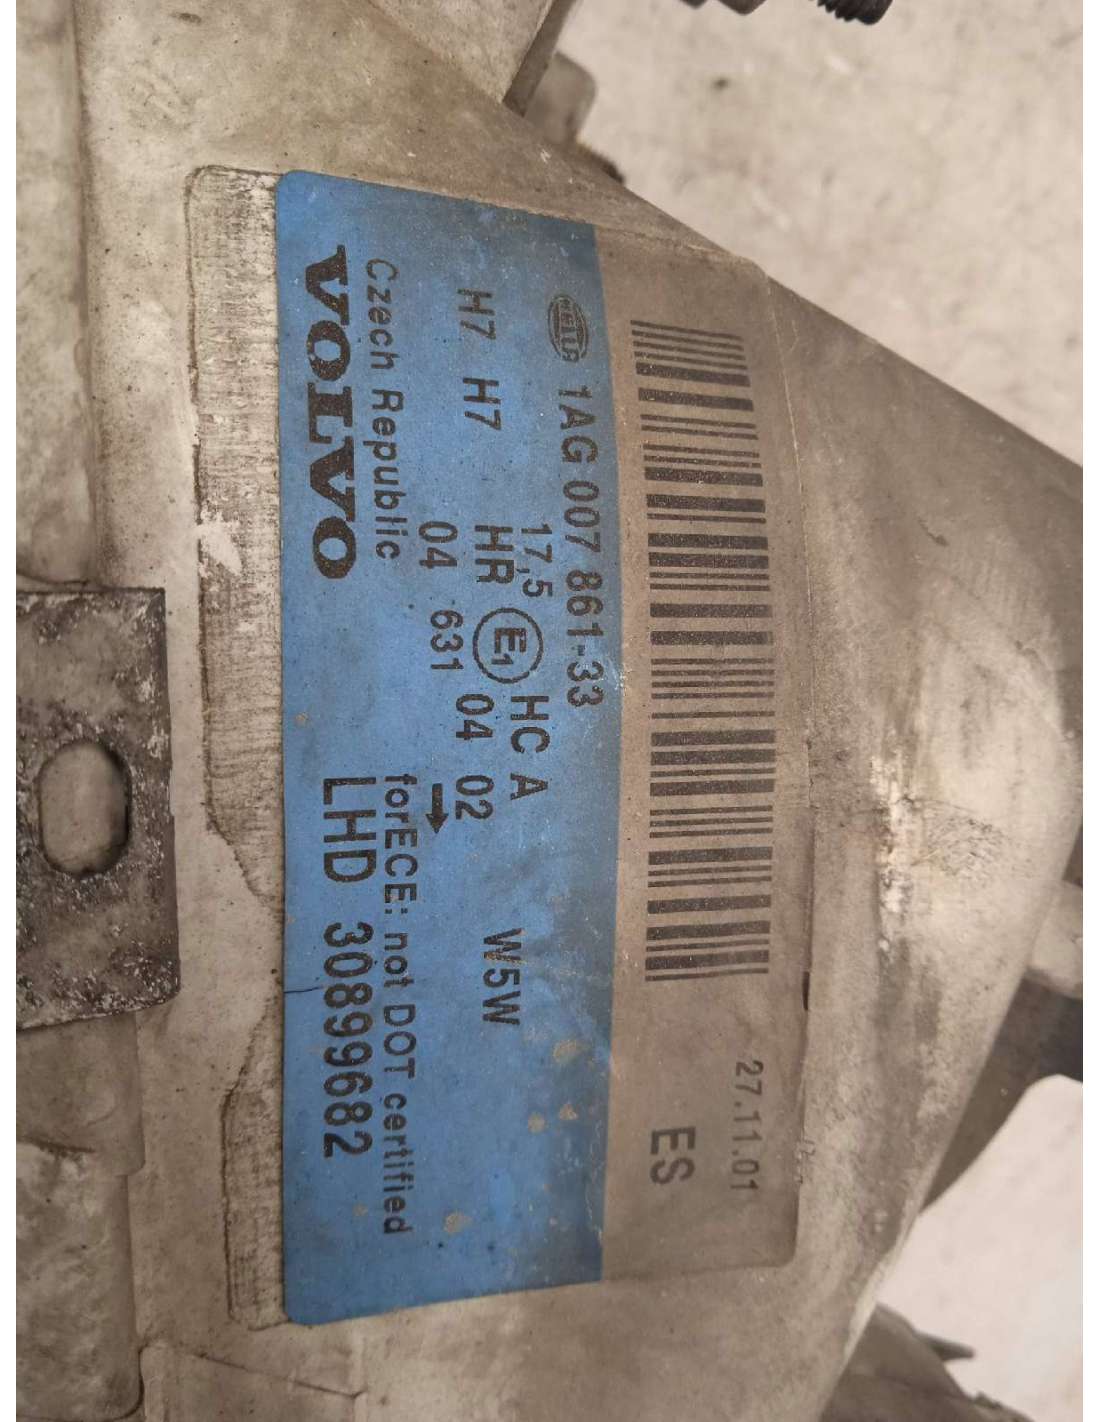 27.11.01
ES
HELLA 1AG 007 861-33
17,5 HC A
H7 H7 HR E1 04 02 W5W
04 631
Czech Republic forECE: not DOT certified
VOLVO LHD 30899682